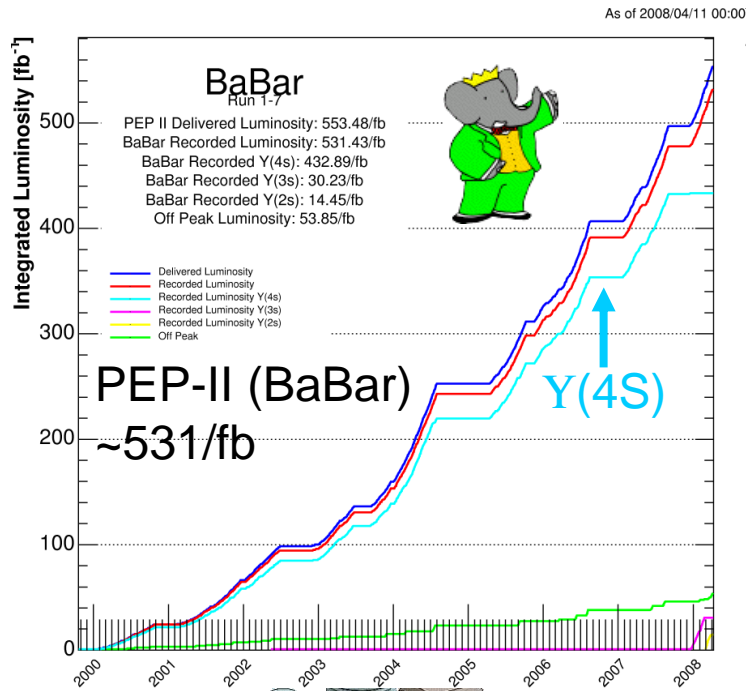 As of 2008/04/11 00:00
Integrated Luminosity [fb⁻¹]
BaBar
Run 1-7
PEP II Delivered Luminosity: 553.48/fb
BaBar Recorded Luminosity: 531.43/fb
BaBar Recorded Y(4s): 432.89/fb
BaBar Recorded Y(3s): 30.23/fb
BaBar Recorded Y(2s): 14.45/fb
Off Peak Luminosity: 53.85/fb
Delivered Luminosity
Recorded Luminosity
Recorded Luminosity Y(4s)
Recorded Luminosity Y(3s)
Recorded Luminosity Y(2s)
Off Peak
PEP-II (BaBar)
~531/fb
Υ(4S)
500
400
300
200
100
0
2000 2001 2002 2003 2004 2005 2006 2007 2008